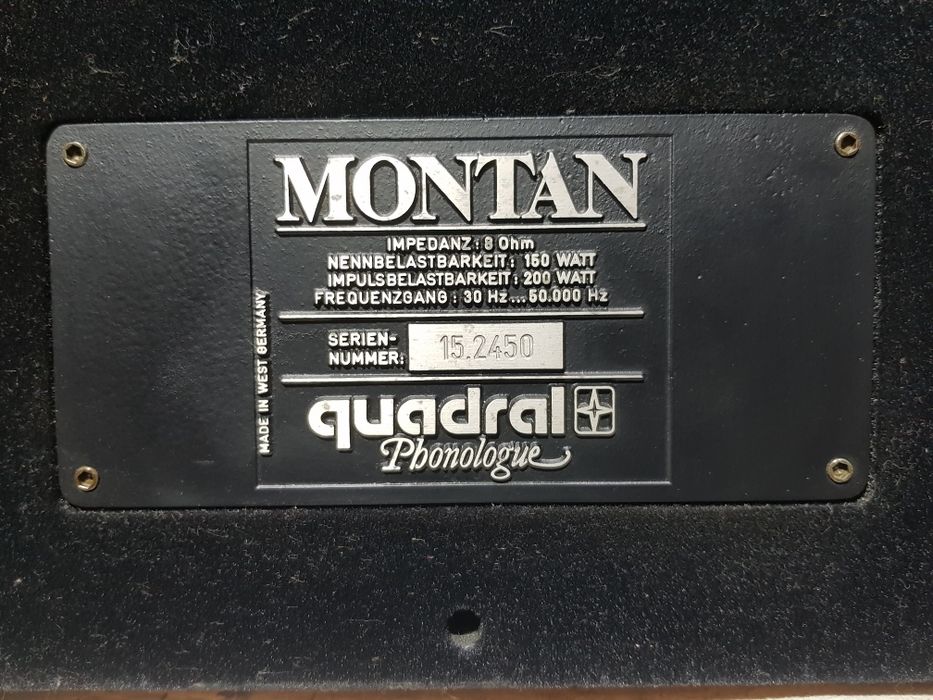 MONTAN
IMPEDANZ: 8 Ohm
NENNBELASTBARKEIT: 150 WATT
IMPULSBELASTBARKEIT: 200 WATT
FREQUENZGANG: 30 Hz...50.000 Hz
SERIEN-
NUMMER: 15.2450
MADE IN WEST GERMANY
quadral
Phonologue